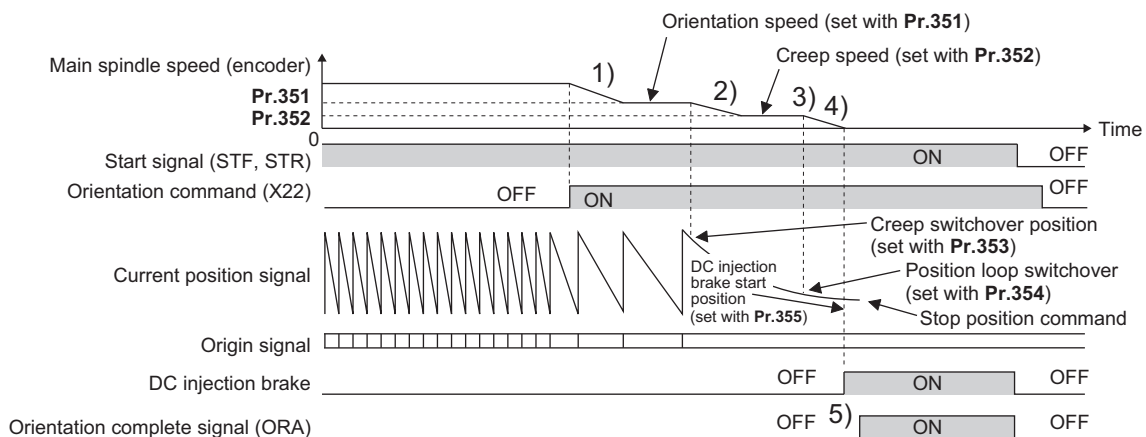 Orientation speed (set with Pr.351)
Main spindle speed (encoder)
Creep speed (set with Pr.352)
1)
2)
3)
4)
Pr.351
Pr.352
0
Time
Start signal (STF, STR)
ON
OFF
Orientation command (X22)
OFF
ON
OFF
Creep switchover position
(set with Pr.353)
Current position signal
DC injection
brake start
position
(set with Pr.355)
Position loop switchover
(set with Pr.354)
Stop position command
Origin signal
DC injection brake
OFF
ON
OFF
Orientation complete signal (ORA)
OFF
5)
ON
OFF